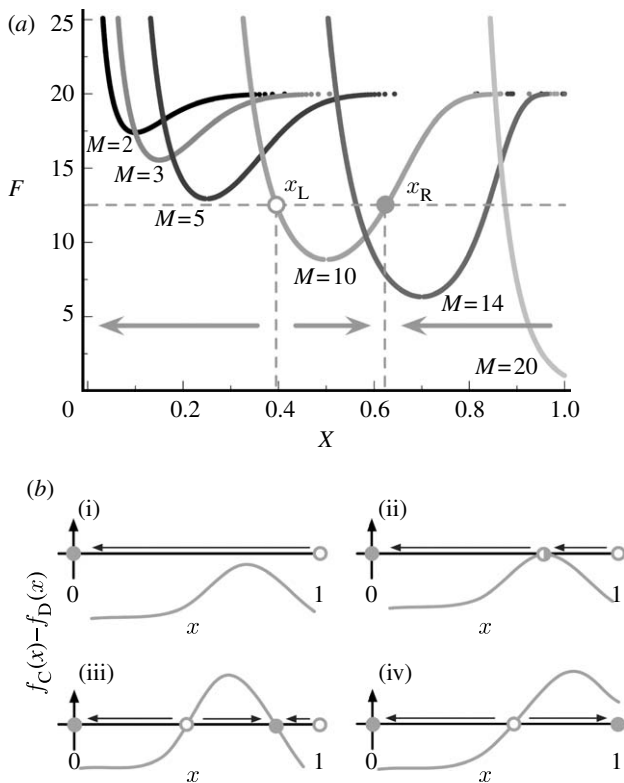 (a)
25
20
15
10
5
F
M=2
M=3
M=5
x_L
x_R
M=10
M=14
M=20
0 0.2 0.4 0.6 0.8 1.0
X
(b)
(i) (ii)
0 1 0 1
x x
f_C(x)−f_D(x)
(iii) (iv)
0 1 0 1
x x